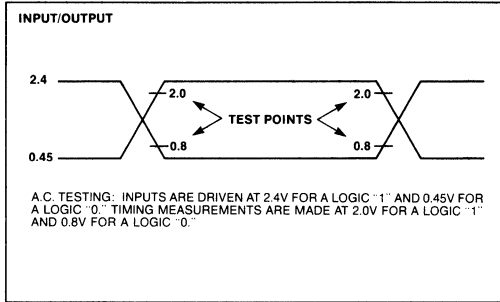 INPUT/OUTPUT
2.4
2.0
2.0
TEST POINTS
0.8
0.8
0.45
A.C. TESTING: INPUTS ARE DRIVEN AT 2.4V FOR A LOGIC "1" AND 0.45V FOR
A LOGIC "0." TIMING MEASUREMENTS ARE MADE AT 2.0V FOR A LOGIC "1"
AND 0.8V FOR A LOGIC "0."